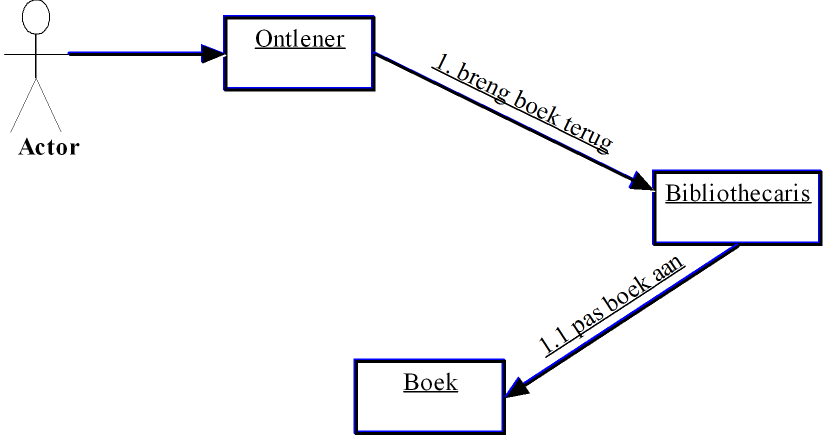 Ontlener
1. breng boek terug
Actor
Bibliothecaris
1.1 pas boek aan
Boek